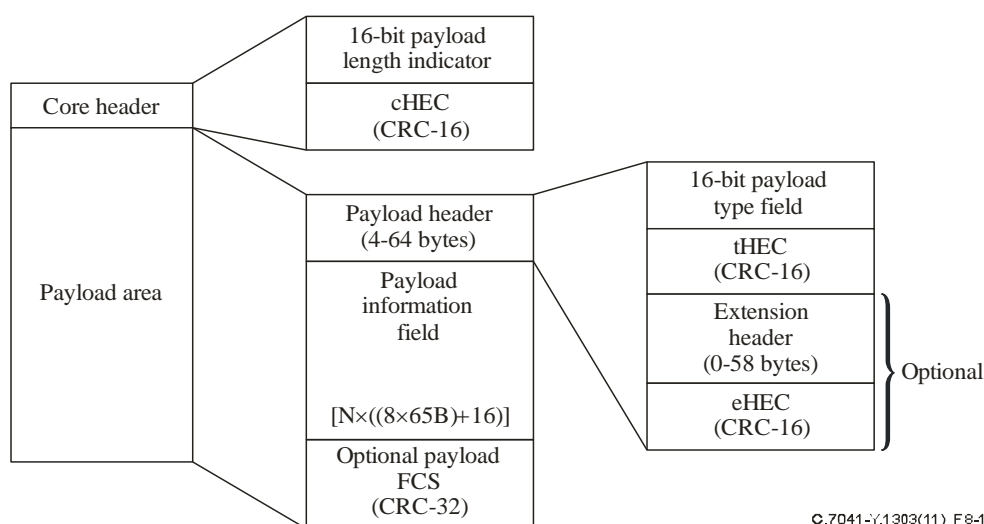 16-bit payload
length indicator
cHEC
(CRC-16)
Core header
Payload area
Payload header
(4-64 bytes)
Payload
information
field
[N×((8×65B)+16)]
Optional payload
FCS
(CRC-32)
16-bit payload
type field
tHEC
(CRC-16)
Extension
header
(0-58 bytes)
eHEC
(CRC-16)
Optional
G.7041-Y.1303(11)_F8-1